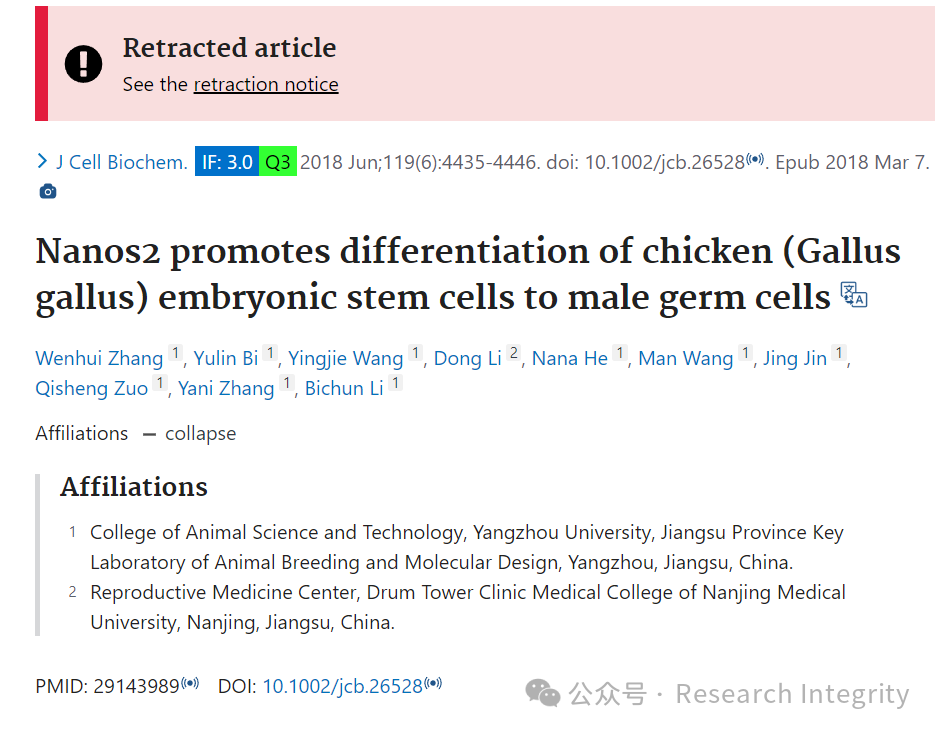 Retracted article
See the retraction notice
J Cell Biochem. IF: 3.0 Q3 2018 Jun;119(6):4435-4446. doi: 10.1002/jcb.26528. Epub 2018 Mar 7.
Nanos2 promotes differentiation of chicken (Gallus
gallus) embryonic stem cells to male germ cells
Wenhui Zhang 1, Yulin Bi 1, Yingjie Wang 1, Dong Li 2, Nana He 1, Man Wang 1, Jing Jin 1,
Qisheng Zuo 1, Yani Zhang 1, Bichun Li 1
Affiliations — collapse
Affiliations
1 College of Animal Science and Technology, Yangzhou University, Jiangsu Province Key
Laboratory of Animal Breeding and Molecular Design, Yangzhou, Jiangsu, China.
2 Reproductive Medicine Center, Drum Tower Clinic Medical College of Nanjing Medical
University, Nanjing, Jiangsu, China.
PMID: 29143989 DOI: 10.1002/jcb.26528
公众号 · Research Integrity